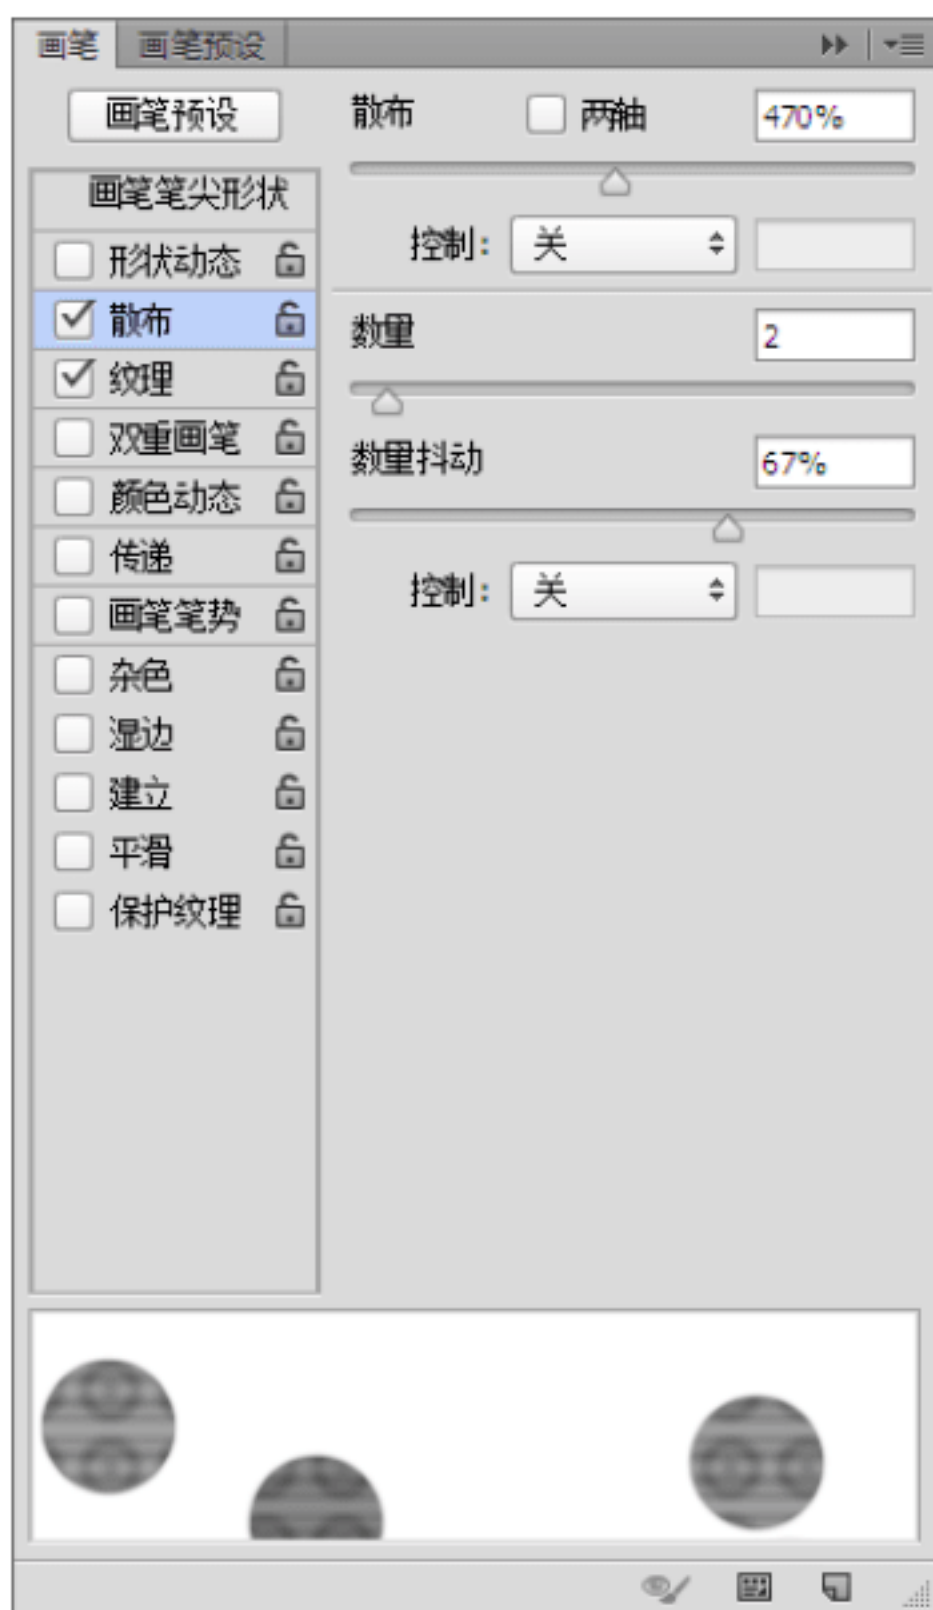 画笔 画笔预设
画笔预设
画笔笔尖形状
形状动态
散布
纹理
双重画笔
颜色动态
传递
画笔笔势
杂色
湿边
建立
平滑
保护纹理
散布 两轴 470%
控制: 关
数量 2
数量抖动 67%
控制: 关